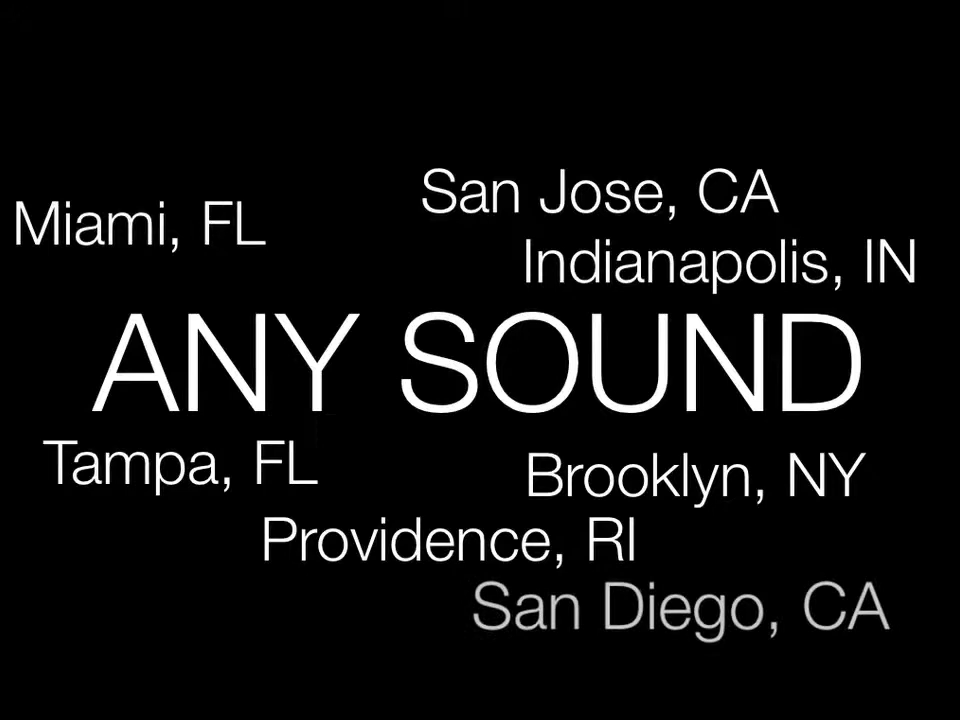 San Jose, CA
Miami, FL
Indianapolis, IN
ANY SOUND
Tampa, FL
Brooklyn, NY
Providence, RI
San Diego, CA